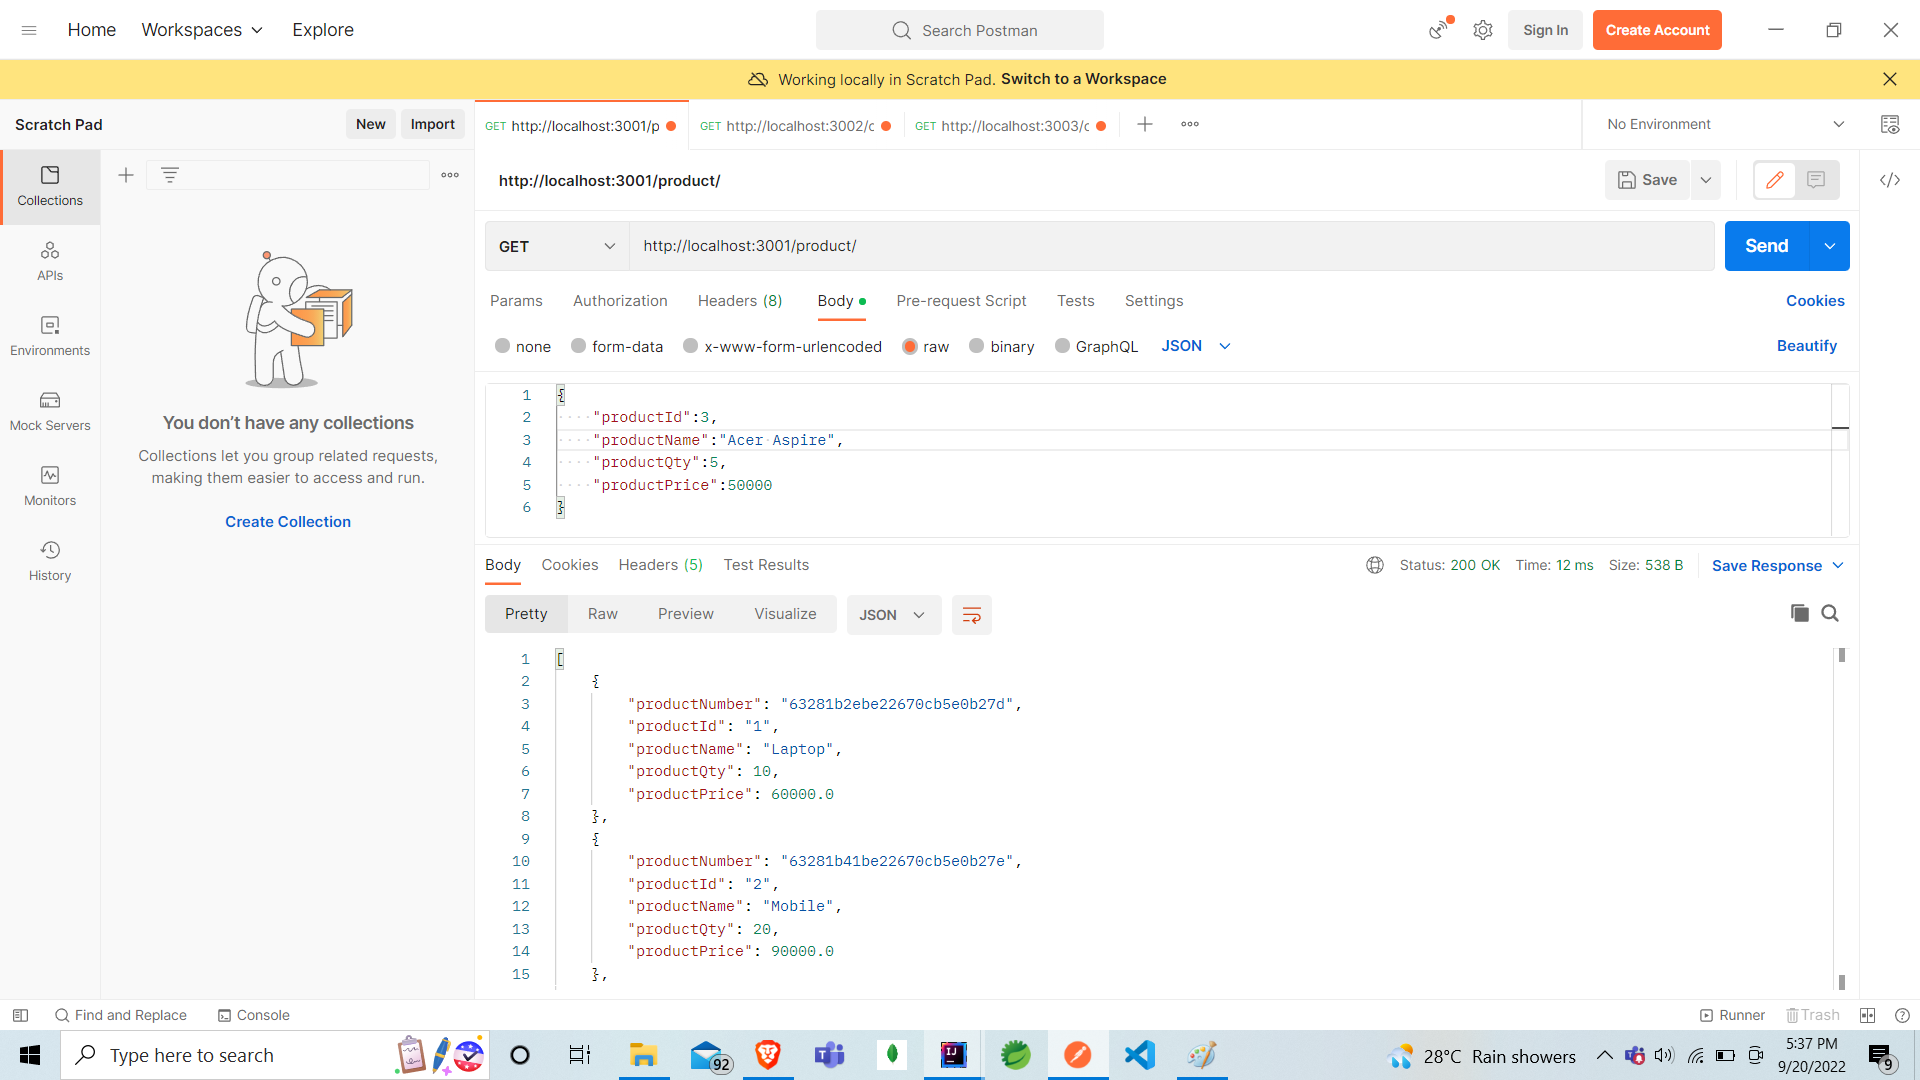 Home Workspaces Explore Search Postman Sign In Create Account
Working locally in Scratch Pad. Switch to a Workspace
Scratch Pad New Import GET http://localhost:3001/p GET http://localhost:3002/c GET http://localhost:3003/c No Environment
http://localhost:3001/product/ Save
GET http://localhost:3001/product/ Send
Params Authorization Headers (8) Body Pre-request Script Tests Settings Cookies
none form-data x-www-form-urlencoded raw binary GraphQL JSON Beautify
1 {
2 "productId":3,
3 "productName":"Acer Aspire",
4 "productQty":5,
5 "productPrice":50000
6 }
Collections
APIs
Environments
Mock Servers
Monitors
History
You don’t have any collections
Collections let you group related requests,
making them easier to access and run.
Create Collection
Body Cookies Headers (5) Test Results Status: 200 OK Time: 12 ms Size: 538 B Save Response
Pretty Raw Preview Visualize JSON
1 [
2 {
3 "productNumber": "63281b2ebe22670cb5e0b27d",
4 "productId": "1",
5 "productName": "Laptop",
6 "productQty": 10,
7 "productPrice": 60000.0
8 },
9 {
10 "productNumber": "63281b41be22670cb5e0b27e",
11 "productId": "2",
12 "productName": "Mobile",
13 "productQty": 20,
14 "productPrice": 90000.0
15 },
Find and Replace Console Runner Trash
Type here to search 92 28°C Rain showers 5:37 PM
9/20/2022 9